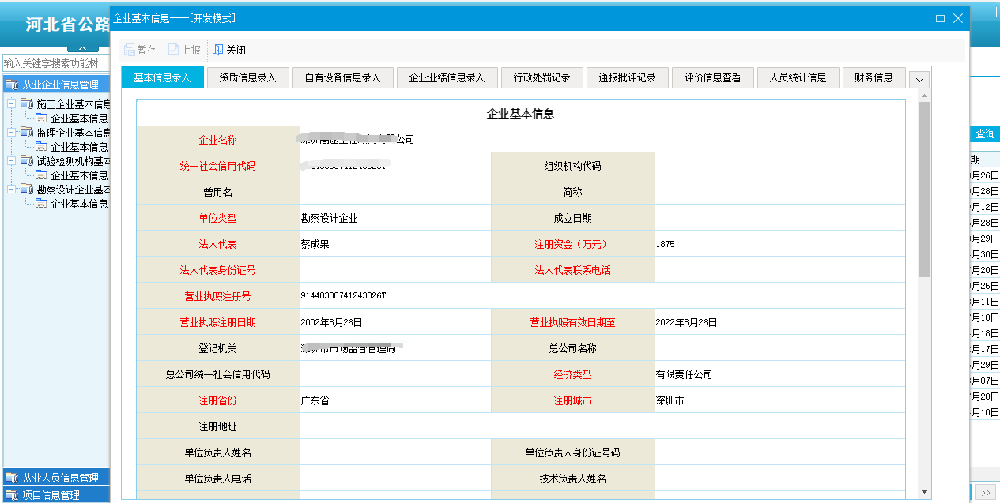 企业基本信息——[开发模式]
河北省公路
暂存 上报 关闭
输入关键字搜索功能树
基本信息录入 资质信息录入 自有设备信息录入 企业业绩信息录入 行政处罚记录 通报批评记录 评价信息查看 人员统计信息 财务信息
从业企业信息管理
施工企业基本信息
企业基本信息
监理企业基本信息
企业基本信息
试验检测机构基本
企业基本信息
勘察设计企业基本
企业基本信息
从业人员信息管理
项目信息管理
企业基本信息
企业名称 公司
统一社会信用代码 组织机构代码
曾用名 简称
单位类型 勘察设计企业 成立日期
法人代表 蔡成果 注册资金（万元） 1875
法人代表身份证号 法人代表联系电话
营业执照注册号 91440300741243026T
营业执照注册日期 2002年8月26日 营业执照有效日期至 2022年8月26日
登记机关 总公司名称
总公司统一社会信用代码 经济类型 有限责任公司
注册省份 广东省 注册城市 深圳市
注册地址
单位负责人姓名 单位负责人身份证号码
单位负责人电话 技术负责人姓名
查询
期
月26日
月28日
月12日
月28日
月29日
月30日
月20日
月25日
月11日
月10日
月18日
月17日
月29日
月07日
月20日
月10日